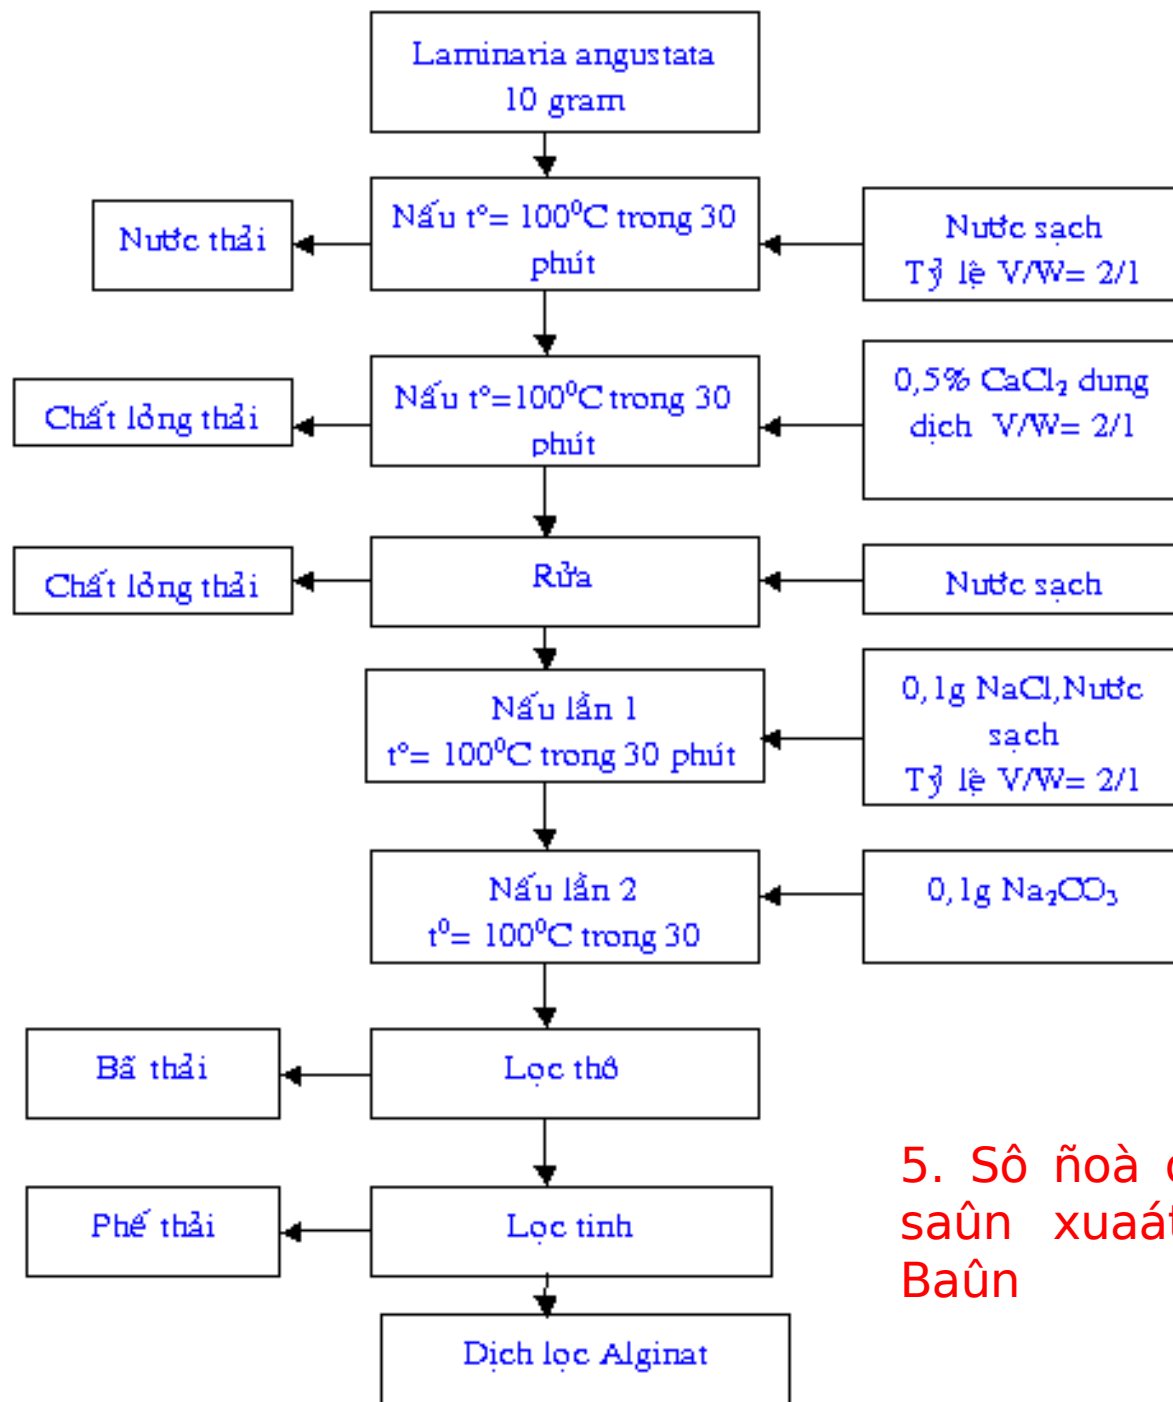 Laminaria angustata
10 gram
Nước thải
Nấu t°= 100⁰C trong 30
phút
Nước sạch
Tỷ lệ V/W= 2/1
Chất lỏng thải
Nấu t°=100⁰C trong 30
phút
0,5% CaCl₂ dung
dịch V/W= 2/1
Chất lỏng thải
Rửa
Nước sạch
Nấu lần 1
t°= 100⁰C trong 30 phút
0,1g NaCl,Nước
sạch
Tỷ lệ V/W= 2/1
Nấu lần 2
t⁰= 100⁰C trong 30
0,1g Na₂CO₃
Bã thải
Lọc thô
Phế thải
Lọc tinh
Dịch lọc Alginat
5. Sô ñoà
saûn xuaát
Baûn